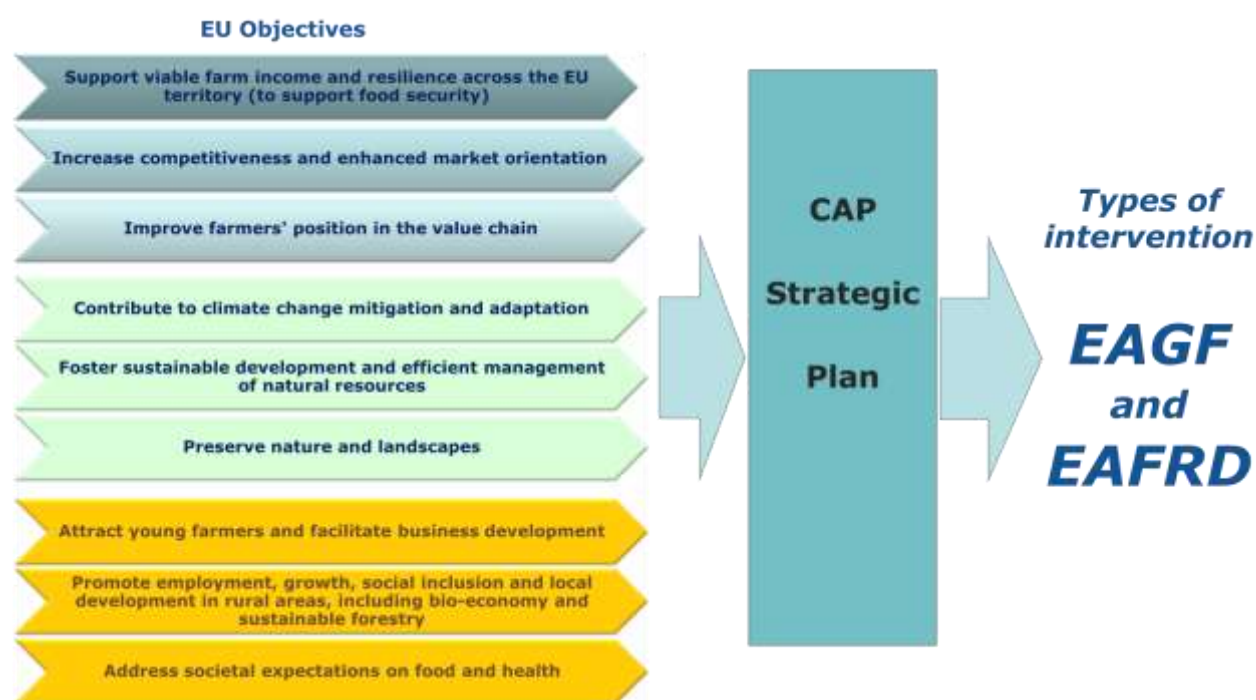 EU Objectives
Support viable farm income and resilience across the EU
territory (to support food security)
Increase competitiveness and enhanced market orientation
Improve farmers' position in the value chain
Contribute to climate change mitigation and adaptation
Foster sustainable development and efficient management
of natural resources
Preserve nature and landscapes
Attract young farmers and facilitate business development
Promote employment, growth, social inclusion and local
development in rural areas, including bio-economy and
sustainable forestry
Address societal expectations on food and health
CAP
Strategic
Plan
Types of
intervention
EAGF
and
EAFRD